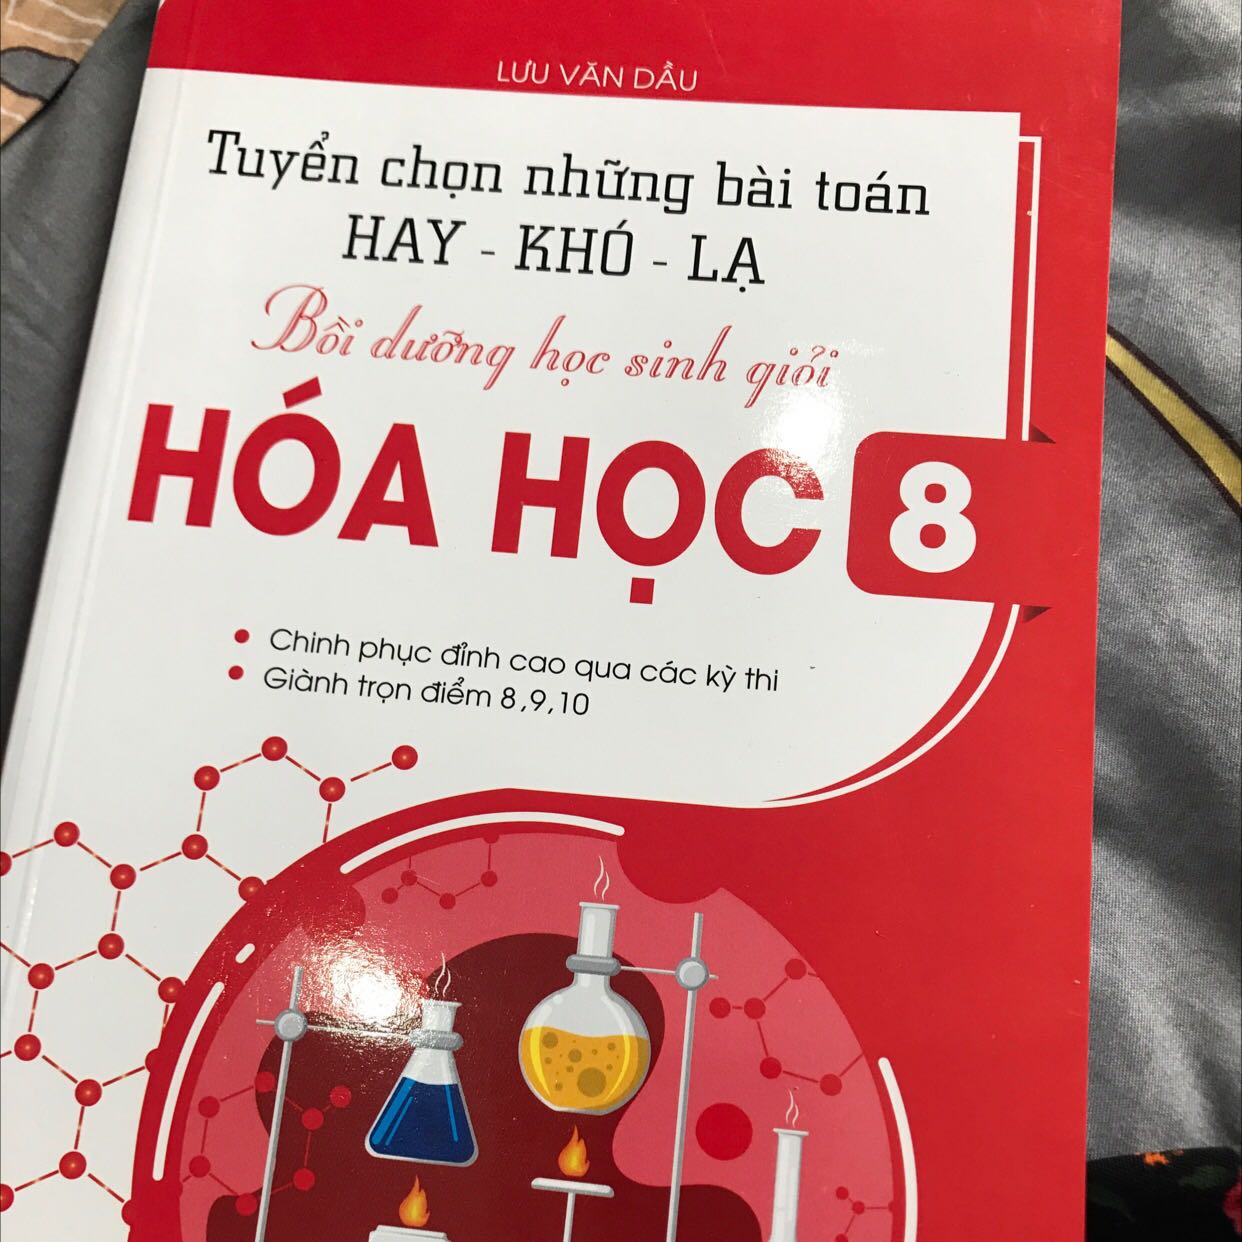 LƯU VĂN DẦU
Tuyển chọn những bài toán
HAY - KHÓ - LẠ
Bồi dưỡng học sinh giỏi
HÓA HỌC 8
• Chinh phục đỉnh cao qua các kỳ thi
• Giành trọn điểm 8,9,10